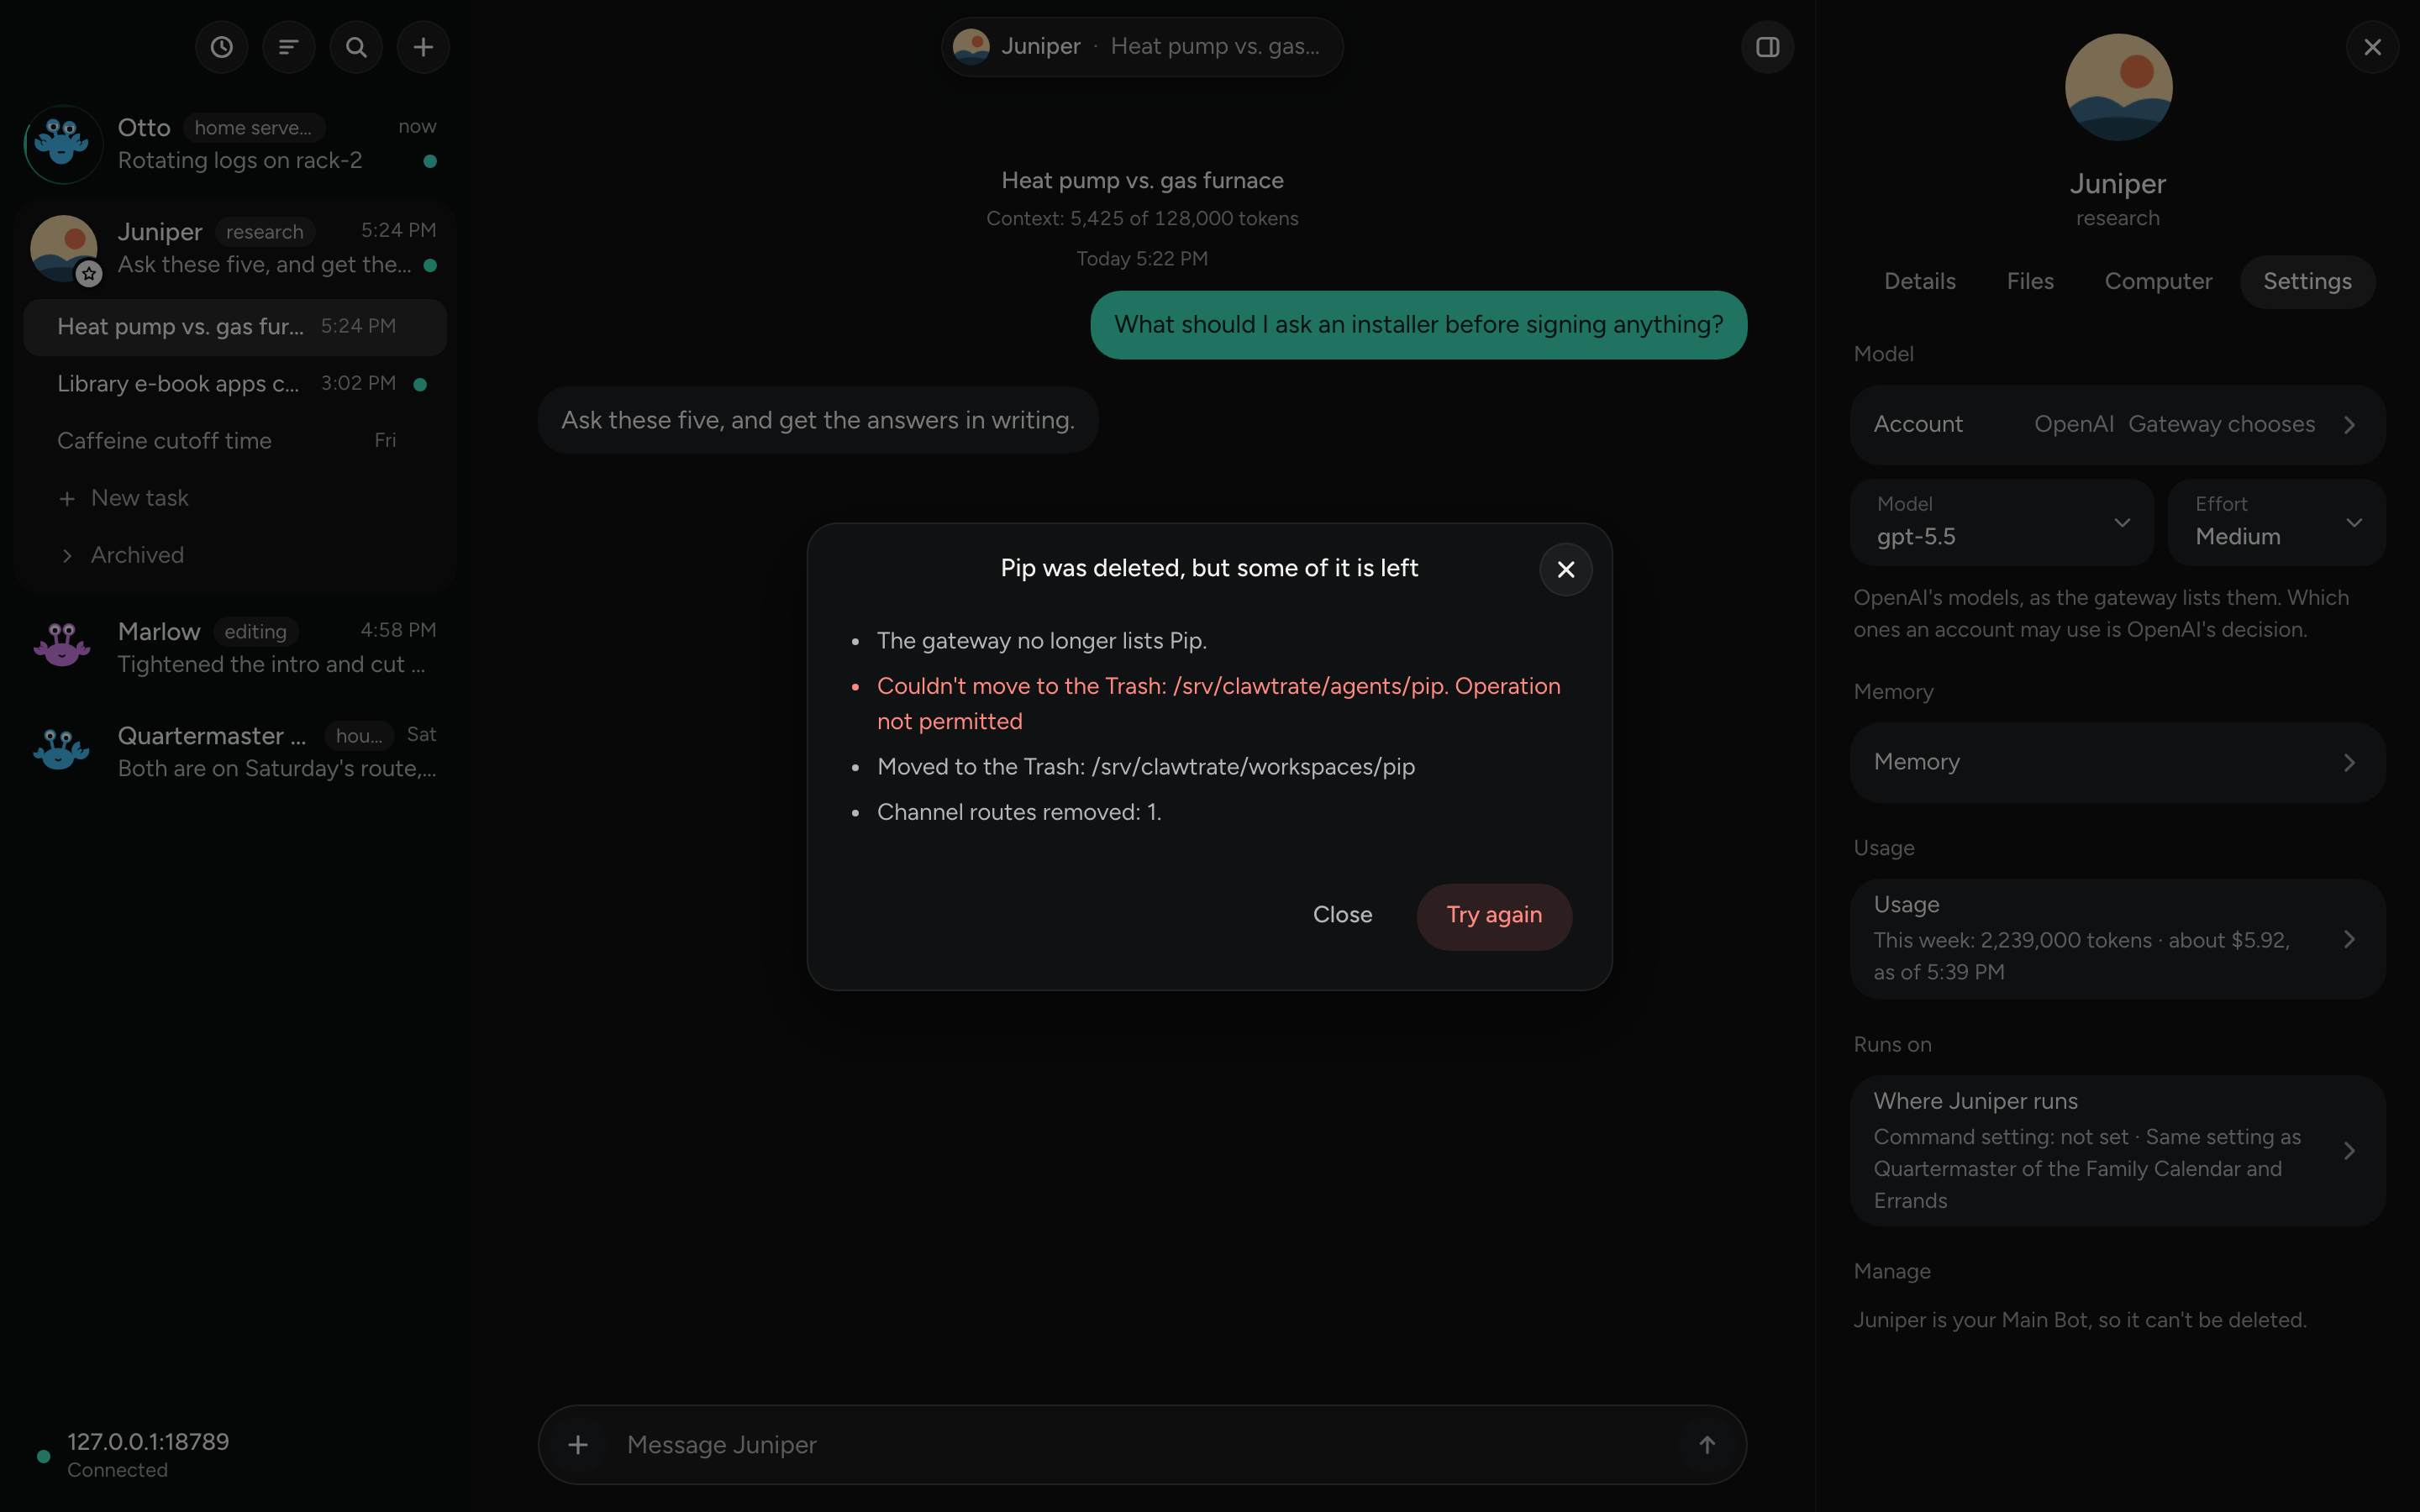 Otto home serve... now
Rotating logs on rack-2
Juniper research 5:24 PM
Ask these five, and get the...
Heat pump vs. gas fur... 5:24 PM
Library e-book apps c... 3:02 PM
Caffeine cutoff time Fri
+ New task
Archived
Marlow editing 4:58 PM
Tightened the intro and cut ...
Quartermaster ... hou... Sat
Both are on Saturday's route,...
127.0.0.1:18789
Connected
Juniper · Heat pump vs. gas...
Heat pump vs. gas furnace
Context: 5,425 of 128,000 tokens
Today 5:22 PM
What should I ask an installer before signing anything?
Ask these five, and get the answers in writing.
Pip was deleted, but some of it is left
• The gateway no longer lists Pip.
• Couldn't move to the Trash: /srv/clawtrate/agents/pip. Operation
not permitted
• Moved to the Trash: /srv/clawtrate/workspaces/pip
• Channel routes removed: 1.
Close Try again
Message Juniper
Juniper
research
Details Files Computer Settings
Model
Account OpenAI Gateway chooses
Model Effort
gpt-5.5 Medium
OpenAI's models, as the gateway lists them. Which
ones an account may use is OpenAI's decision.
Memory
Memory
Usage
Usage
This week: 2,239,000 tokens · about $5.92,
as of 5:39 PM
Runs on
Where Juniper runs
Command setting: not set · Same setting as
Quartermaster of the Family Calendar and
Errands
Manage
Juniper is your Main Bot, so it can't be deleted.